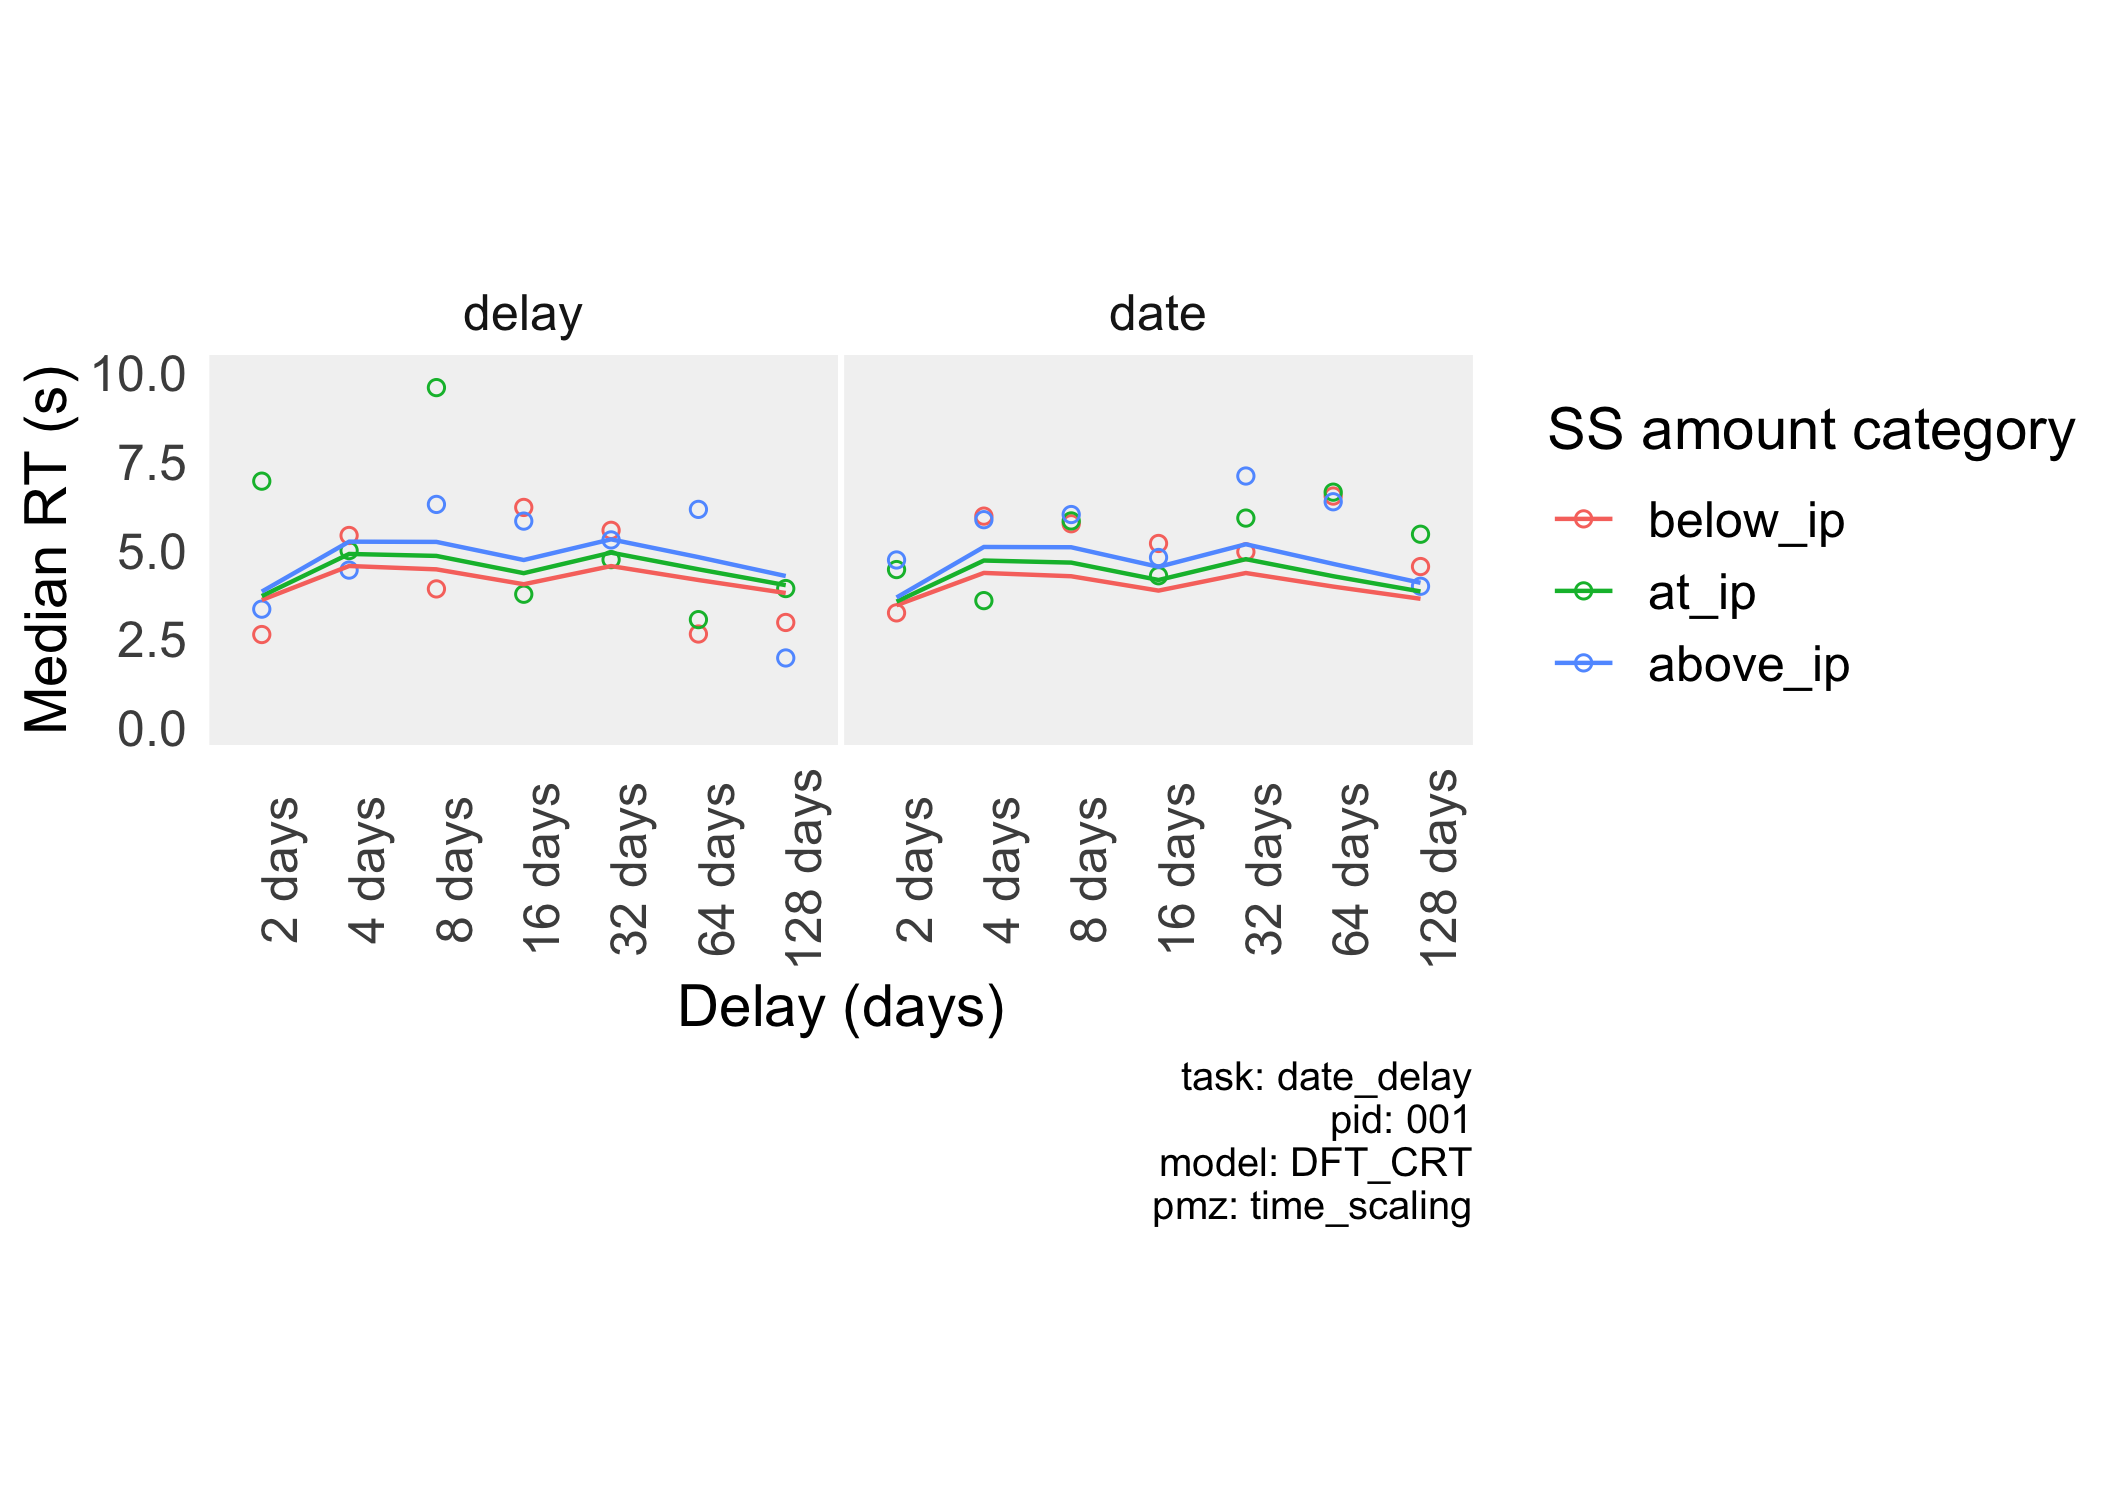 delay
date
Median RT (s)
10.0
7.5
5.0
2.5
0.0
2 days
4 days
8 days
16 days
32 days
64 days
128 days
2 days
4 days
8 days
16 days
32 days
64 days
128 days
Delay (days)
SS amount category
below_ip
at_ip
above_ip
task: date_delay
pid: 001
model: DFT_CRT
pmz: time_scaling